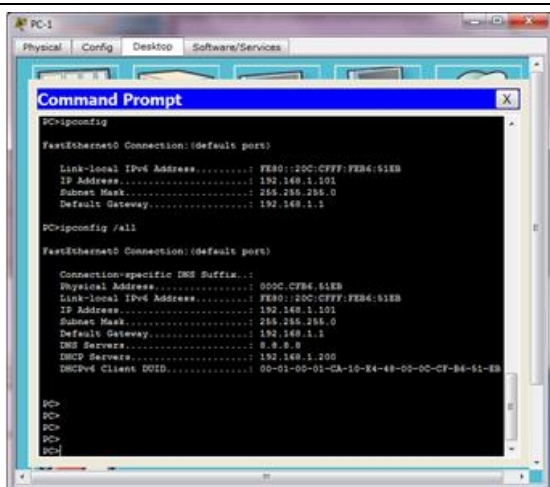 PC-1
Physical Config Desktop Software/Services
Command Prompt X
PC>ipconfig
FastEthernet0 Connection:(default port)
Link-local IPv6 Address.........: FE80::20C:CFFF:FEB6:51EB
IP Address......................: 192.168.1.101
Subnet Mask.....................: 255.255.255.0
Default Gateway.................: 192.168.1.1
PC>ipconfig /all
FastEthernet0 Connection:(default port)
Connection-specific DNS Suffix..:
Physical Address................: 000C.CFB6.51EB
Link-local IPv6 Address.........: FE80::20C:CFFF:FEB6:51EB
IP Address......................: 192.168.1.101
Subnet Mask.....................: 255.255.255.0
Default Gateway.................: 192.168.1.1
DNS Servers.....................: 8.8.8.8
DHCP Servers....................: 192.168.1.200
DHCPv6 Client DUID..............: 00-01-00-01-CA-10-E4-48-00-0C-CF-B6-51-EB
PC>
PC>
PC>
PC>
PC>